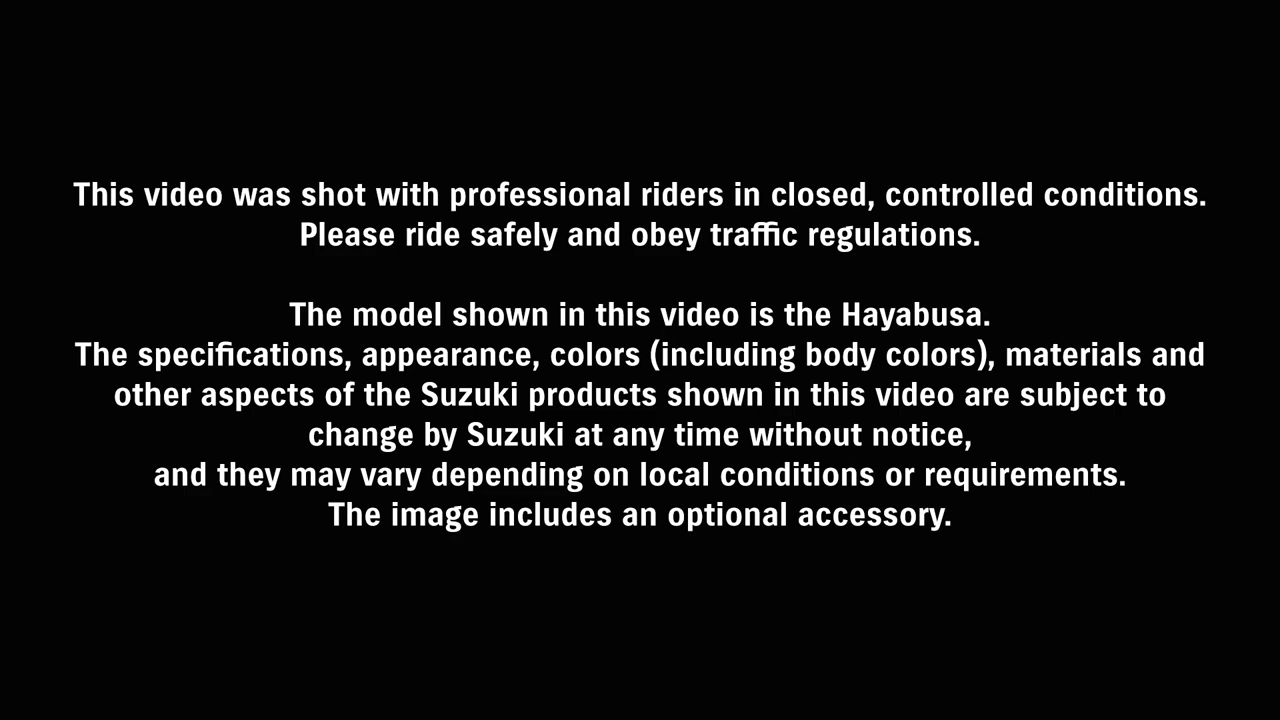 This video was shot with professional riders in closed, controlled conditions.
Please ride safely and obey traffic regulations.
The model shown in this video is the Hayabusa.
The specifications, appearance, colors (including body colors), materials and
other aspects of the Suzuki products shown in this video are subject to
change by Suzuki at any time without notice,
and they may vary depending on local conditions or requirements.
The image includes an optional accessory.